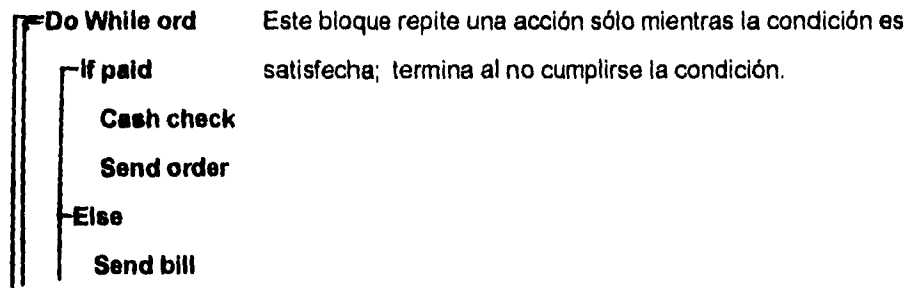 Do While ord Este bloque repite una acción sólo mientras la condición es
If paid satisfecha; termina al no cumplirse la condición.
Cash check
Send order
Else
Send bill